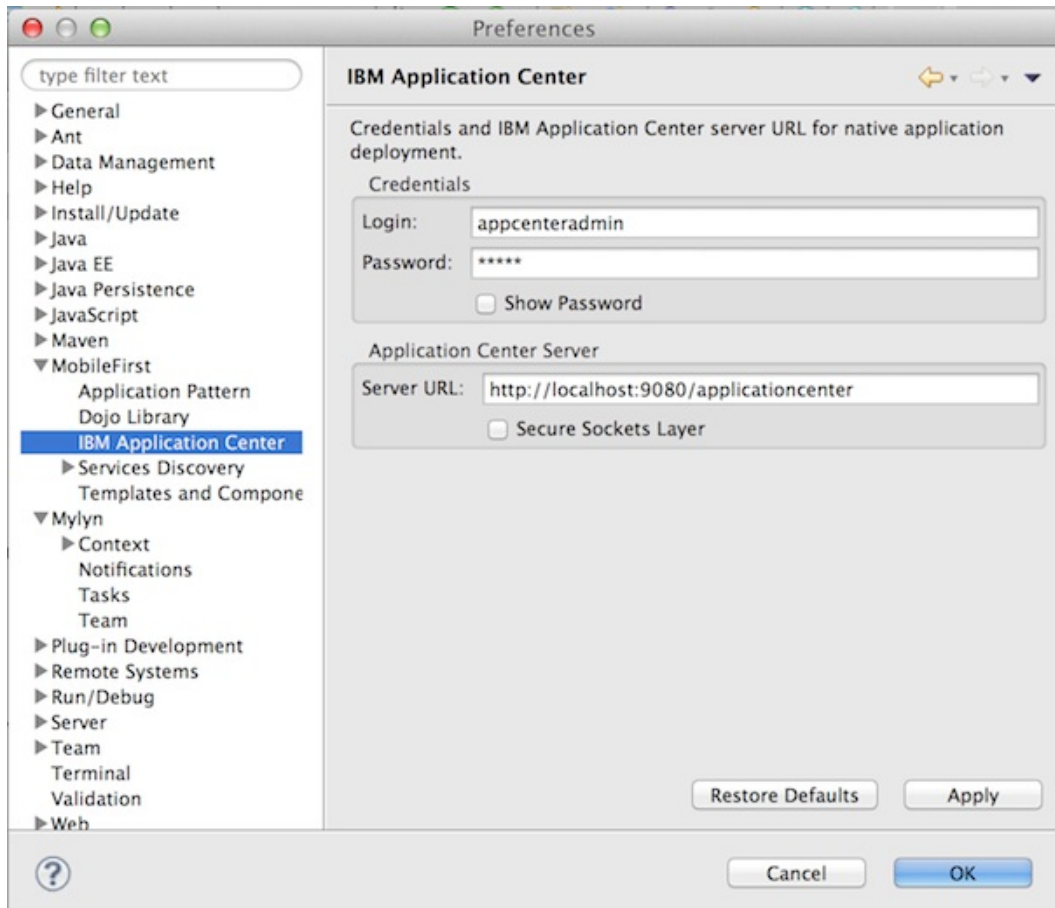 Preferences
type filter text
General
Ant
Data Management
Help
Install/Update
Java
Java EE
Java Persistence
JavaScript
Maven
MobileFirst
Application Pattern
Dojo Library
IBM Application Center
Services Discovery
Templates and Compone
Mylyn
Context
Notifications
Tasks
Team
Plug-in Development
Remote Systems
Run/Debug
Server
Team
Terminal
Validation
Web
IBM Application Center
Credentials and IBM Application Center server URL for native application
deployment.
Credentials
Login: appcenteradmin
Password: *****
Show Password
Application Center Server
Server URL: http://localhost:9080/applicationcenter
Secure Sockets Layer
Restore Defaults Apply
? Cancel OK